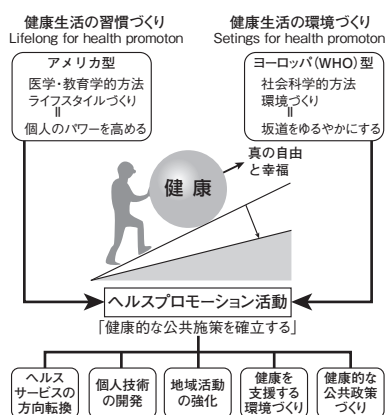 健康生活の習慣づくり
Lifelong for health promoton
アメリカ型
医学・教育学的方法
ライフスタイルづくり
=
個人のパワーを高める
健康生活の環境づくり
Setings for health promoton
ヨーロッパ(WHO)型
社会科学的方法
環境づくり
=
坂道をゆるやかにする
健 康
真の自由
と幸福
ヘルスプロモーション活動
「健康的な公共施策を確立する」
ヘルス
サービスの
方向転換
個人技術
の開発
地域活動
の強化
健康を
支援する
環境づくり
健康的な
公共政策
づくり